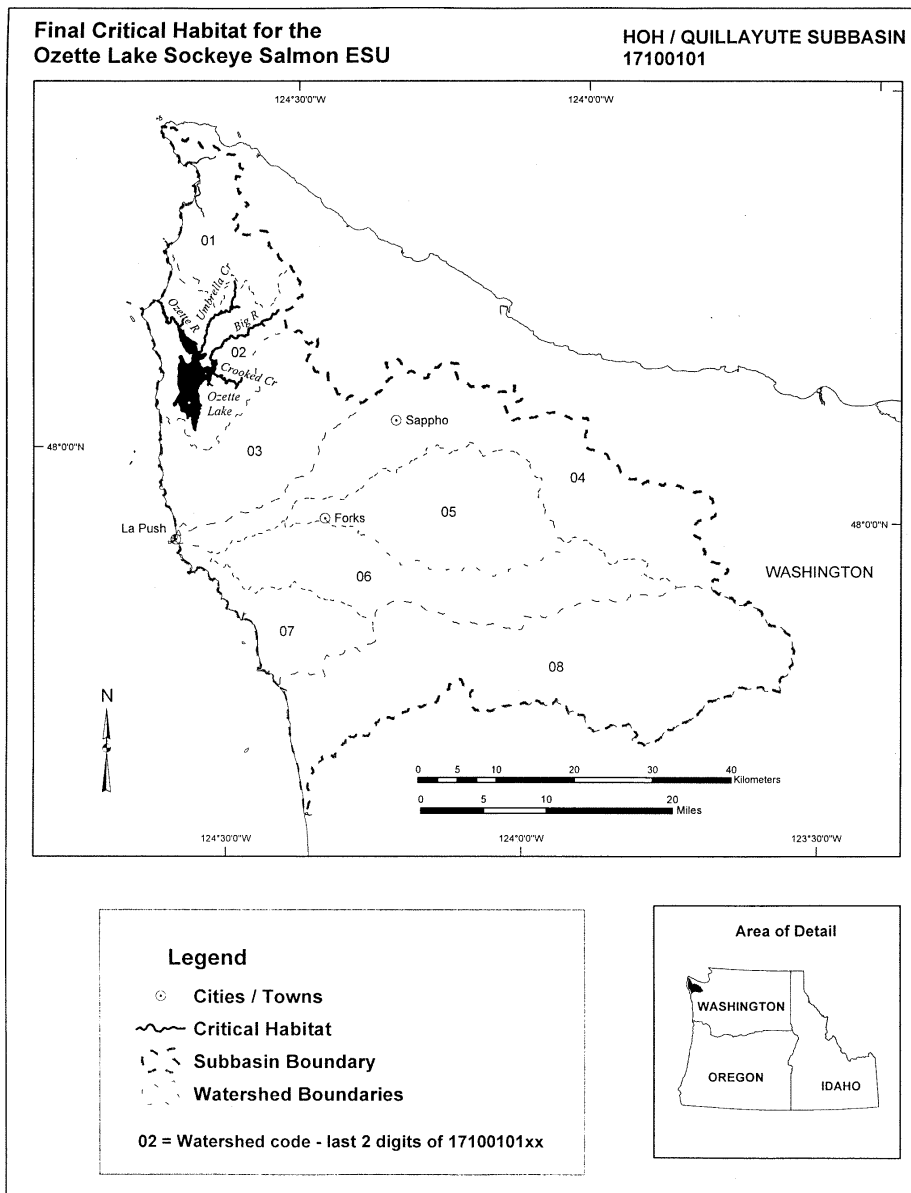 Final Critical Habitat for the
Ozette Lake Sockeye Salmon ESU
HOH / QUILLAYUTE SUBBASIN
17100101
124°30'0"W
124°0'0"W
01
Umbrella Cr
Ozette R
Big R
02
Crooked Cr
Ozette
Lake
Sappho
48°0'0"N
03
04
05
Forks
La Push
48°0'0"N
06
WASHINGTON
07
08
N
0 5 10 20 30 40
Kilometers
0 5 10 20
Miles
124°30'0"W
124°0'0"W
123°30'0"W
Legend
Cities / Towns
Critical Habitat
Subbasin Boundary
Watershed Boundaries
02 = Watershed code - last 2 digits of 17100101xx
Area of Detail
WASHINGTON
OREGON
IDAHO